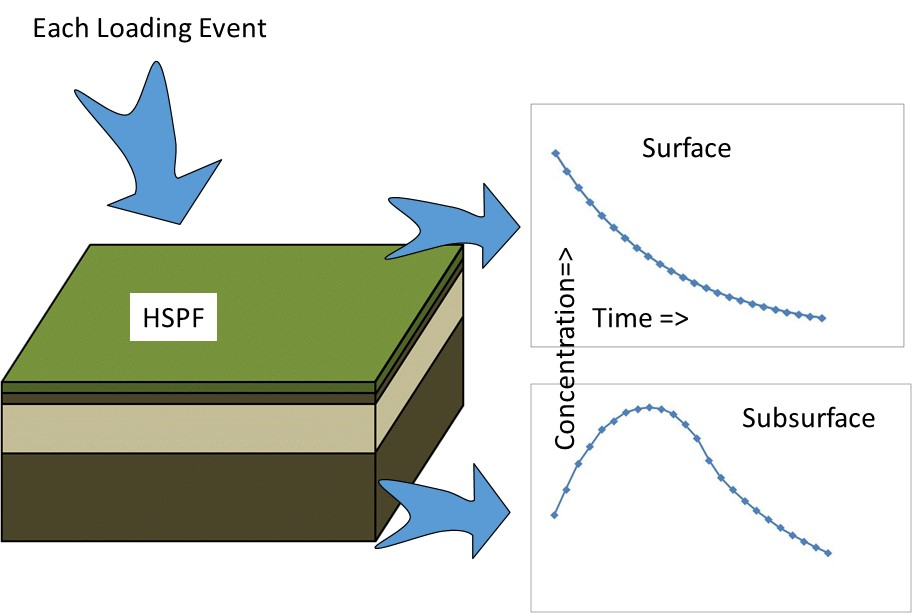 Each Loading Event
Surface
HSPF
Time =>
Concentration=>
Subsurface